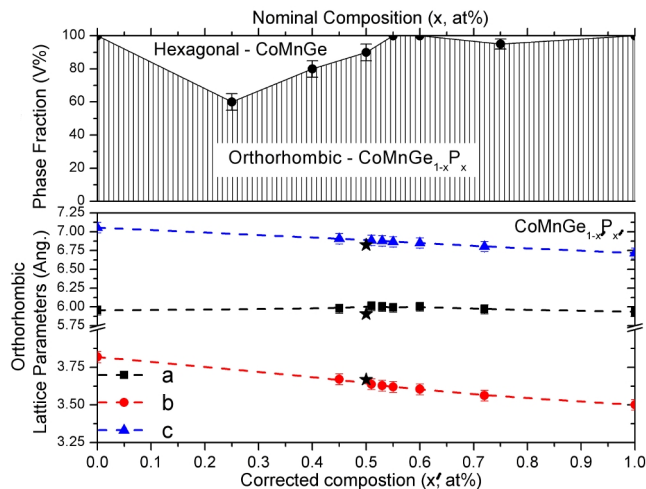 Nominal Composition (x, at%)
100
80
60
40
20
0
Phase Fraction (V%)
Hexagonal - CoMnGe
Orthorhombic - CoMnGe1-xPx
7.25
7.00
6.75
6.50
6.25
6.00
5.75
3.75
3.50
3.25
Orthorhombic
Lattice Parameters (Ang.)
CoMnGe1-x′Px′
a
b
c
0.0 0.1 0.2 0.3 0.4 0.5 0.6 0.7 0.8 0.9 1.0
Corrected compostion (x′, at%)